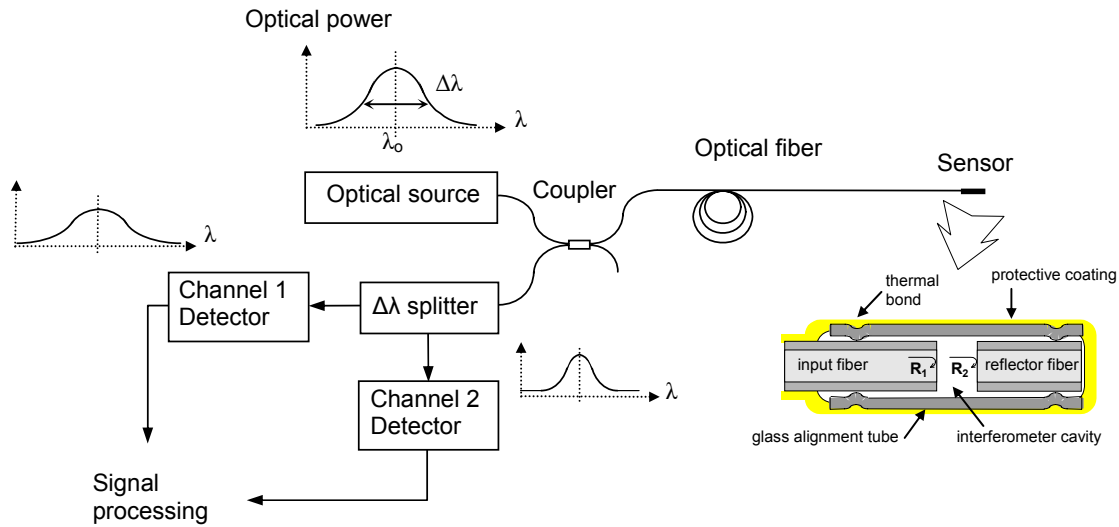 Optical power
Δλ
λ
λo
Optical fiber
Sensor
Coupler
Optical source
λ
Channel 1
Detector
Δλ splitter
thermal
bond
protective coating
input fiber
R1
R2
reflector fiber
λ
Channel 2
Detector
glass alignment tube
interferometer cavity
Signal
processing